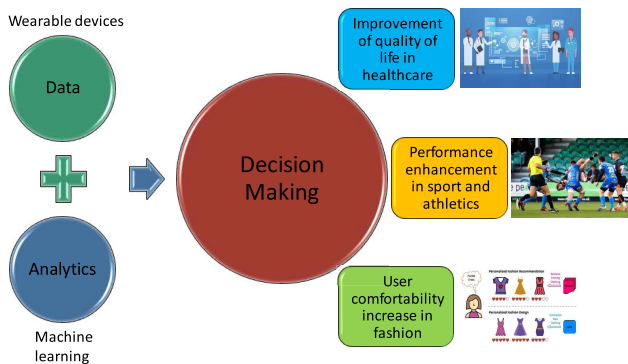 Wearable devices
Data
Analytics
Machine
learning
Decision
Making
Improvement
of quality of
life in
healthcare
Performance
enhancement
in sport and
athletics
User
comfortability
increase in
fashion
Personalized Fashion Recommendation
Personalized Fashion Design